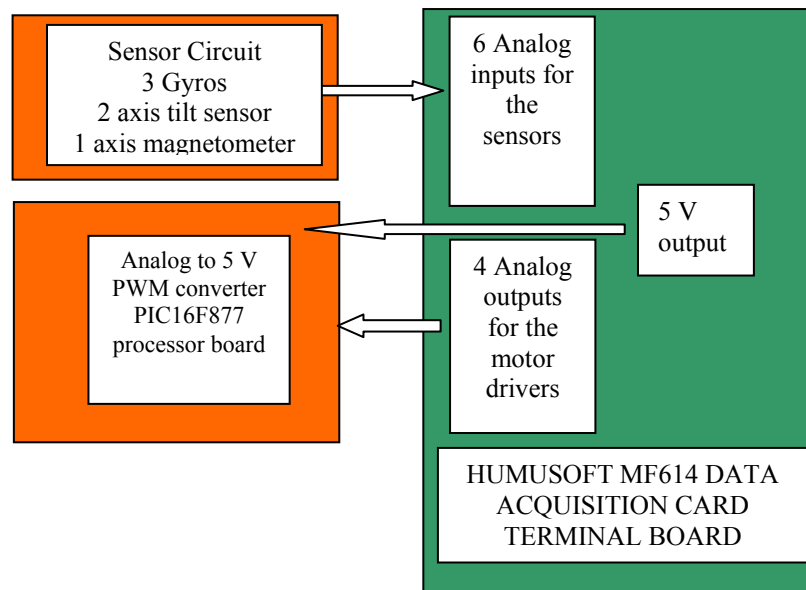 Sensor Circuit
3 Gyros
2 axis tilt sensor
1 axis magnetometer
6 Analog
inputs for
the
sensors
5 V
output
Analog to 5 V
PWM converter
PIC16F877
processor board
4 Analog
outputs
for the
motor
drivers
HUMUSOFT MF614 DATA
ACQUISITION CARD
TERMINAL BOARD